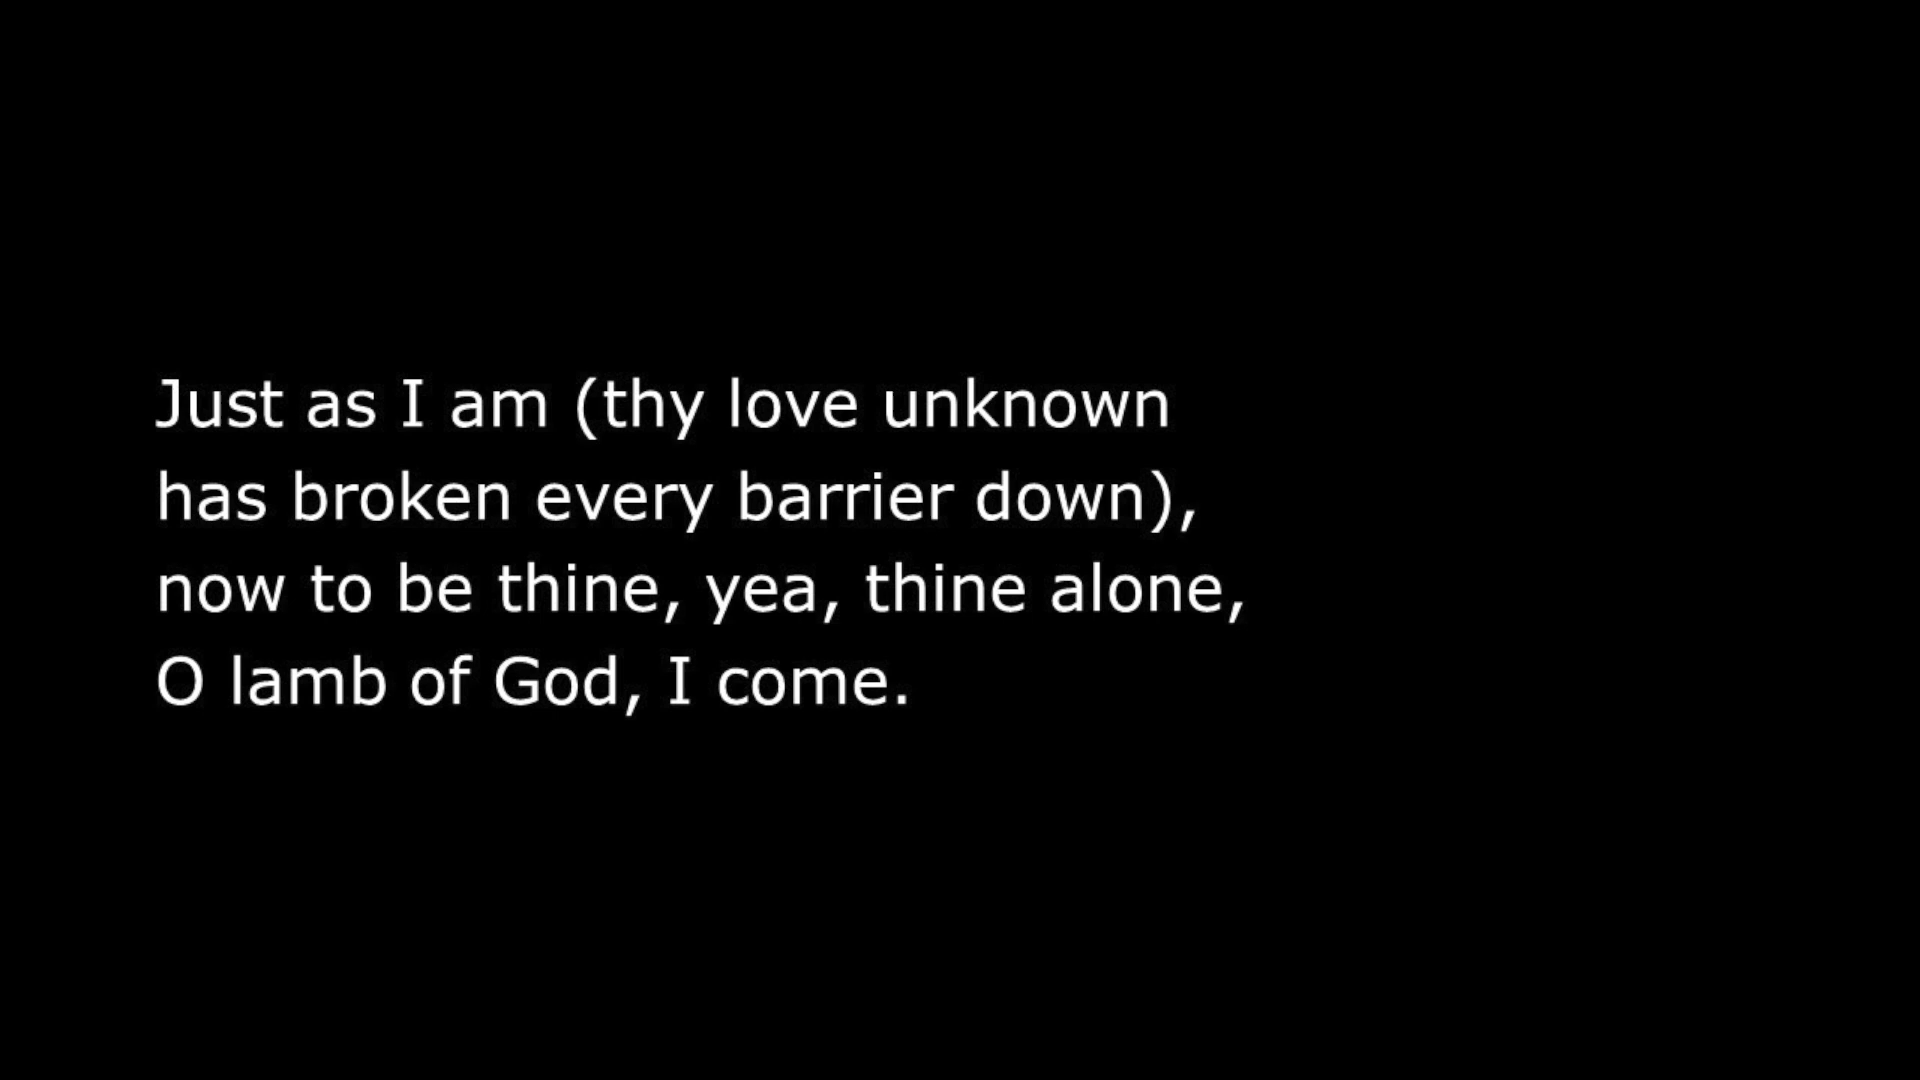 Just as I am (thy love unknown
has broken every barrier down),
now to be thine, yea, thine alone,
O lamb of God, I come.